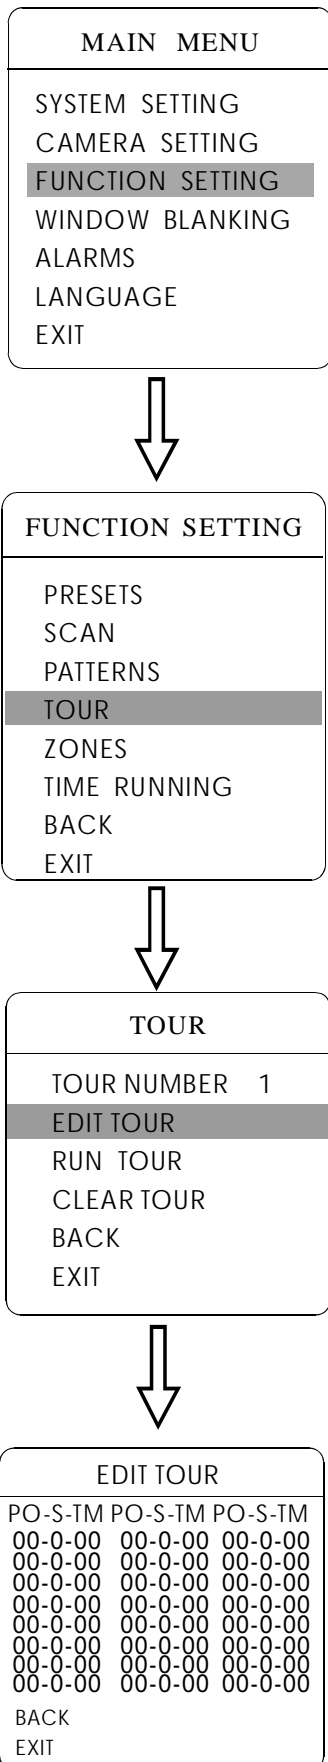 MAIN MENU
SYSTEM SETTING
CAMERA SETTING
FUNCTION SETTING
WINDOW BLANKING
ALARMS
LANGUAGE
EXIT
FUNCTION SETTING
PRESETS
SCAN
PATTERNS
TOUR
ZONES
TIME RUNNING
BACK
EXIT
TOUR
TOUR NUMBER 1
EDIT TOUR
RUN TOUR
CLEAR TOUR
BACK
EXIT
EDIT TOUR
PO-S-TM PO-S-TM PO-S-TM
00-0-00 00-0-00 00-0-00
00-0-00 00-0-00 00-0-00
00-0-00 00-0-00 00-0-00
00-0-00 00-0-00 00-0-00
00-0-00 00-0-00 00-0-00
00-0-00 00-0-00 00-0-00
00-0-00 00-0-00 00-0-00
00-0-00 00-0-00 00-0-00
BACK
EXIT